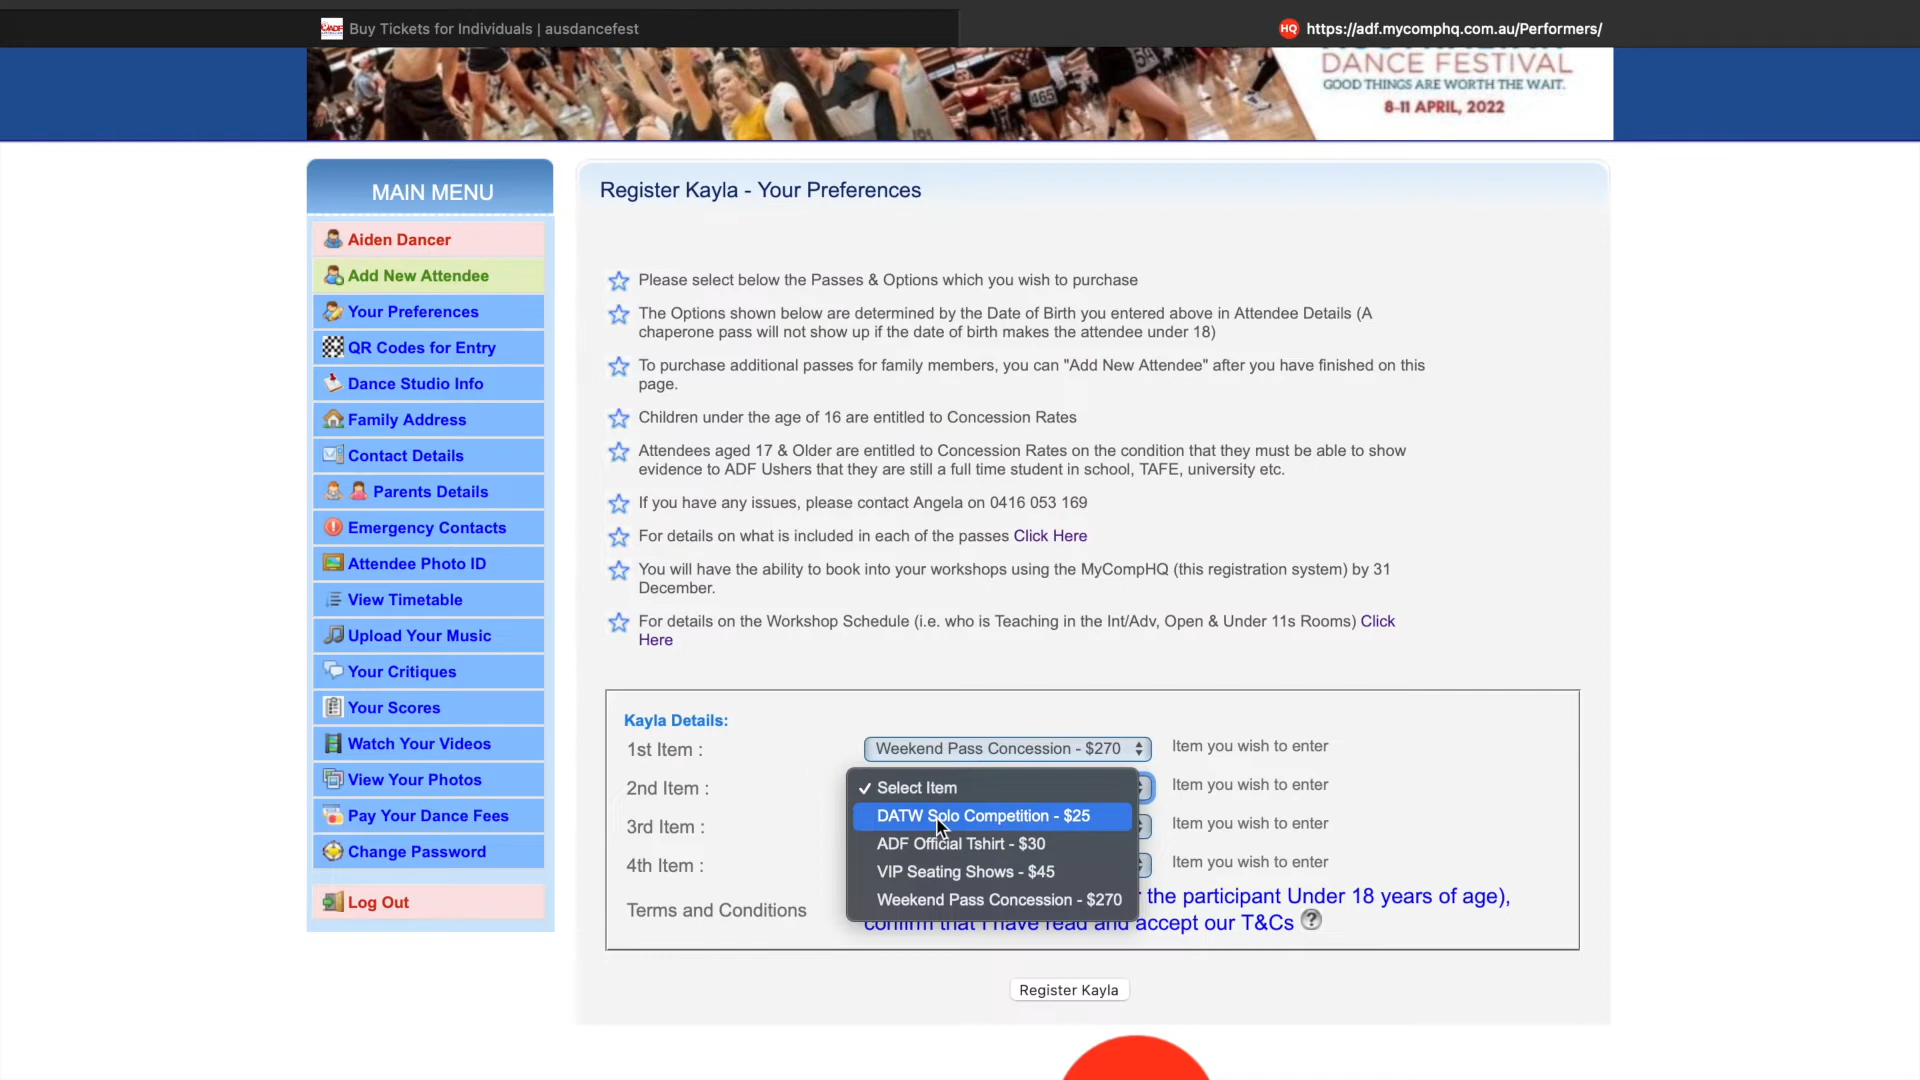 Buy Tickets for Individuals | ausdancefest
HQ https://adf.mycomphq.com.au/Performers/
DANCE FESTIVAL
GOOD THINGS ARE WORTH THE WAIT.
8-11 APRIL, 2022
465
MAIN MENU
Aiden Dancer
Add New Attendee
Your Preferences
QR Codes for Entry
Dance Studio Info
Family Address
Contact Details
Parents Details
Emergency Contacts
Attendee Photo ID
View Timetable
Upload Your Music
Your Critiques
Your Scores
Watch Your Videos
View Your Photos
Pay Your Dance Fees
Change Password
Log Out
Register Kayla - Your Preferences
Please select below the Passes & Options which you wish to purchase
The Options shown below are determined by the Date of Birth you entered above in Attendee Details (A
chaperone pass will not show up if the date of birth makes the attendee under 18)
To purchase additional passes for family members, you can "Add New Attendee" after you have finished on this
page.
Children under the age of 16 are entitled to Concession Rates
Attendees aged 17 & Older are entitled to Concession Rates on the condition that they must be able to show
evidence to ADF Ushers that they are still a full time student in school, TAFE, university etc.
If you have any issues, please contact Angela on 0416 053 169
For details on what is included in each of the passes Click Here
You will have the ability to book into your workshops using the MyCompHQ (this registration system) by 31
December.
For details on the Workshop Schedule (i.e. who is Teaching in the Int/Adv, Open & Under 11s Rooms) Click
Here
Kayla Details:
1st Item : Weekend Pass Concession - $270 Item you wish to enter
2nd Item : Item you wish to enter
3rd Item : Item you wish to enter
4th Item : Item you wish to enter
✓ Select Item
DATW Solo Competition - $25
ADF Official Tshirt - $30
VIP Seating Shows - $45
Weekend Pass Concession - $270
Terms and Conditions
the participant Under 18 years of age),
confirm that I have read and accept our T&Cs ?
Register Kayla